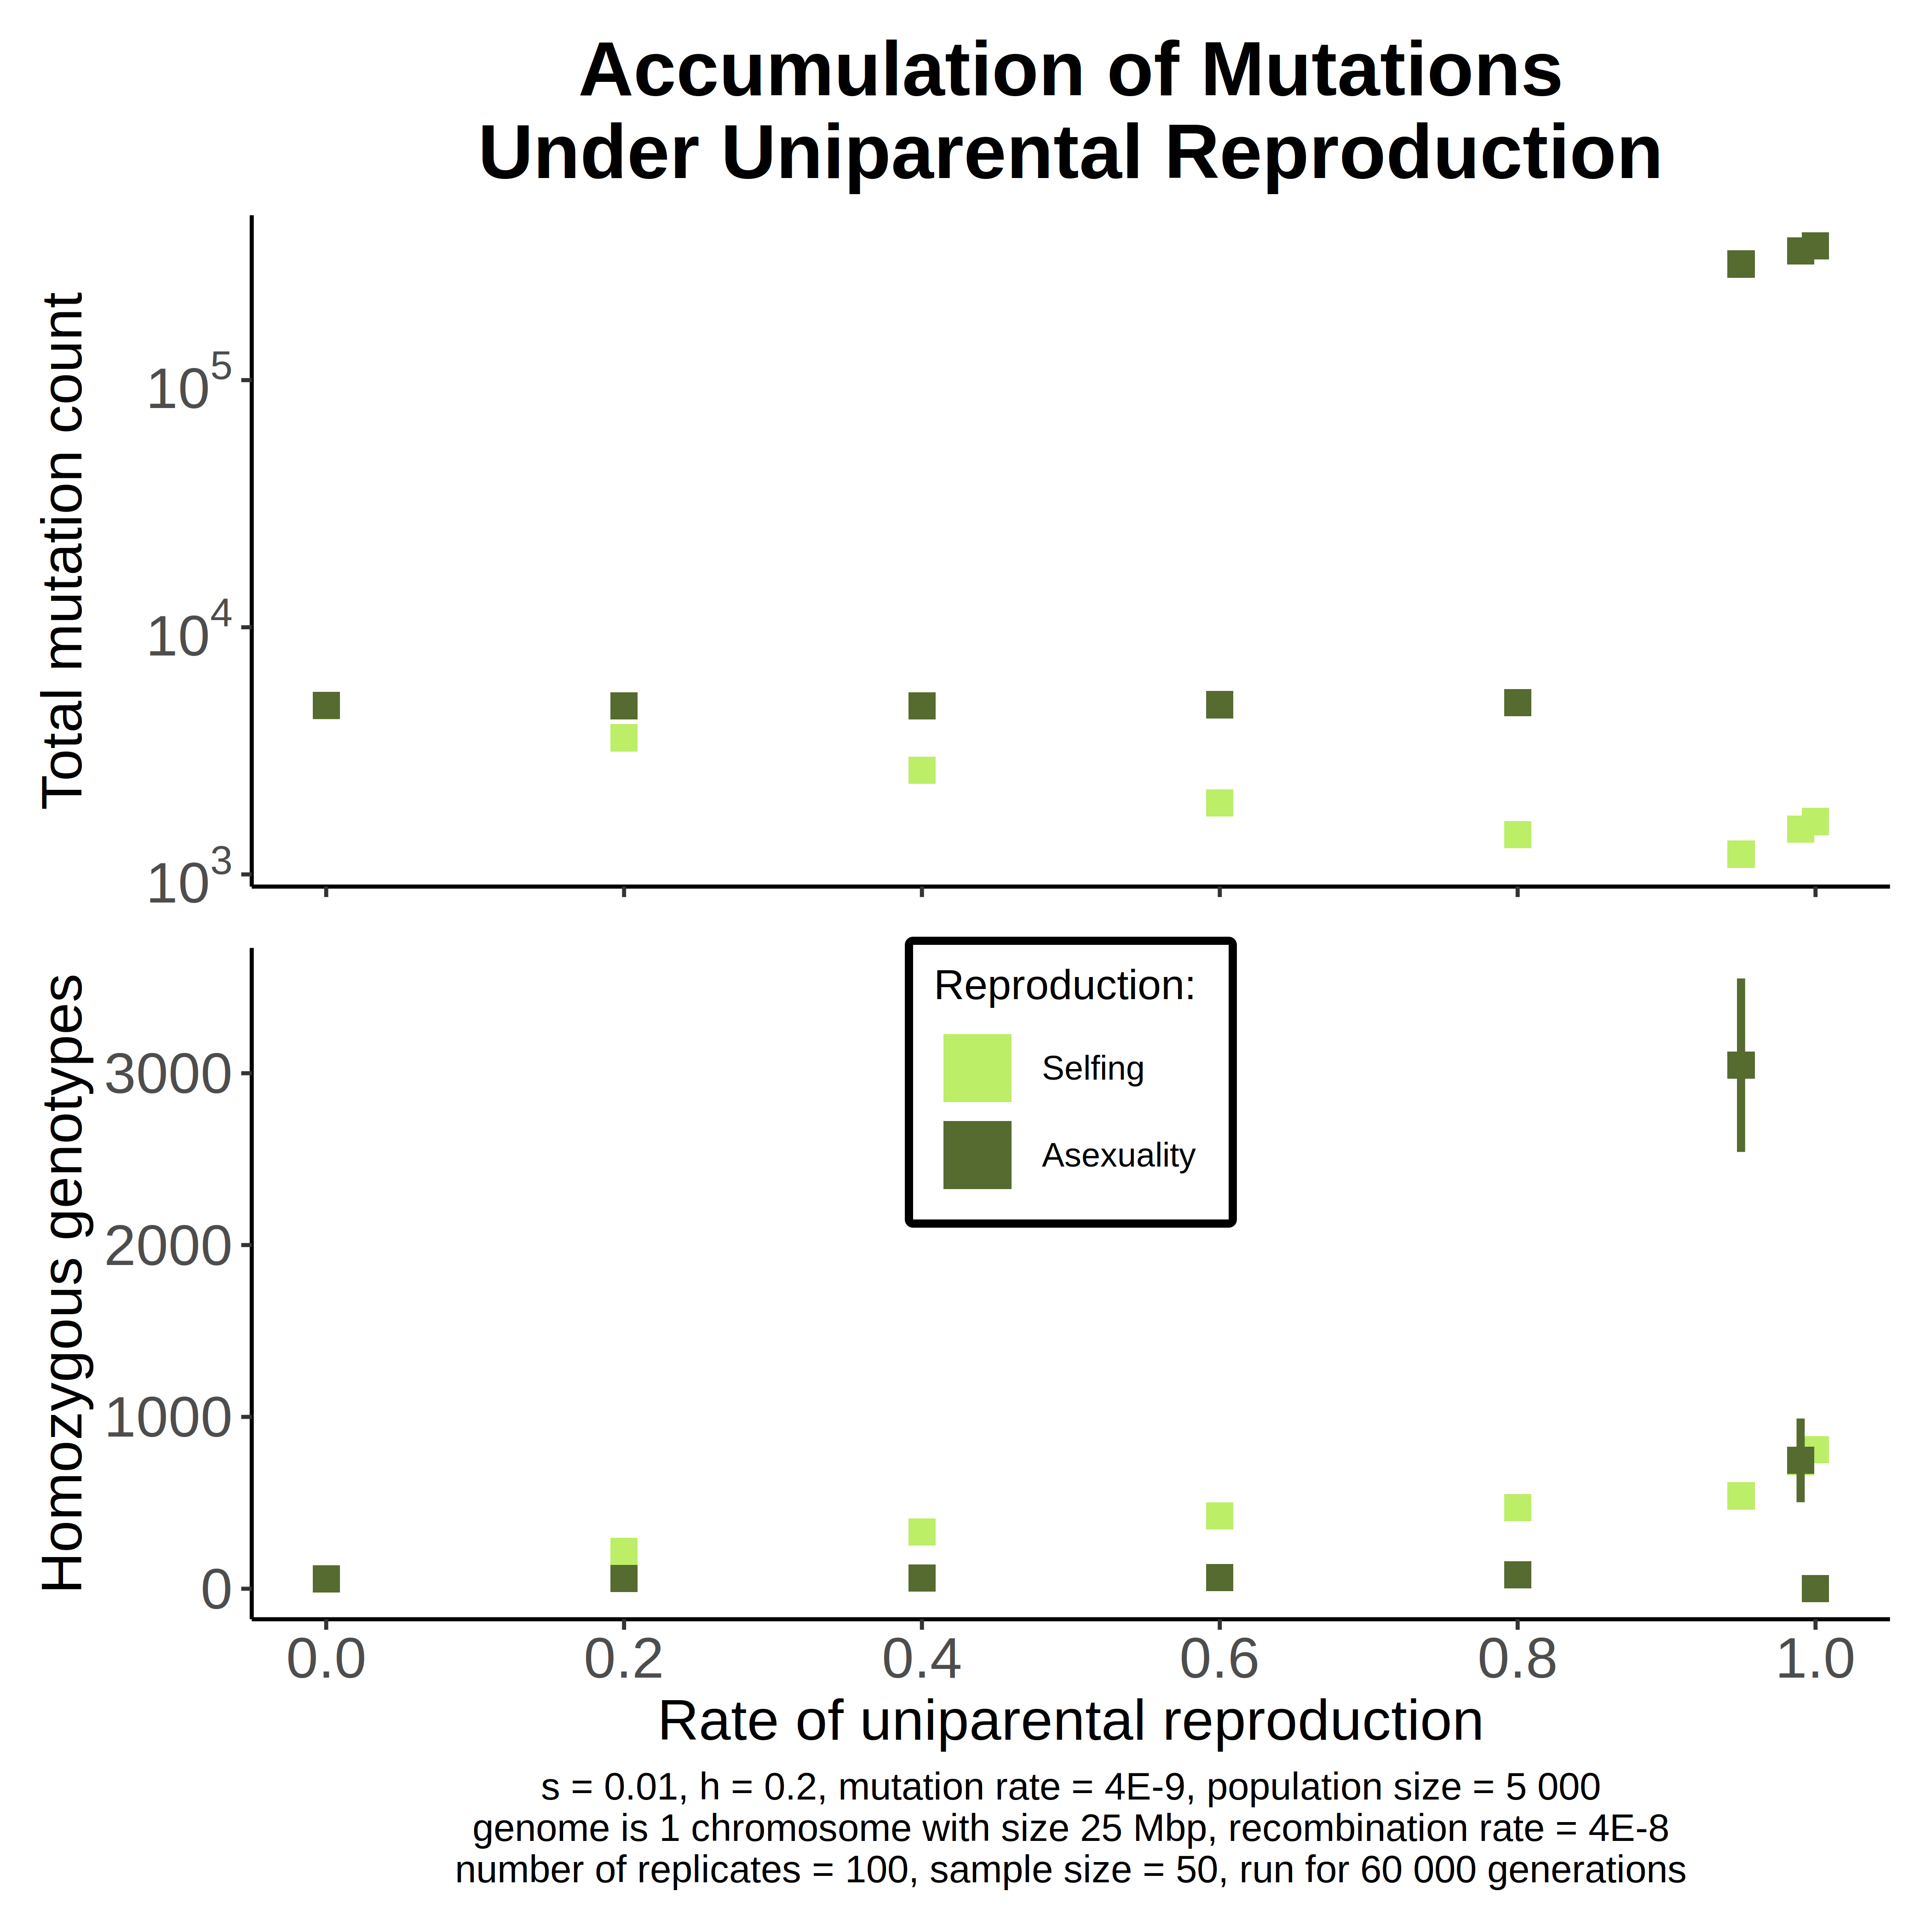 Accumulation of Mutations
Under Uniparental Reproduction
Total mutation count
10^5
10^4
10^3
Homozygous genotypes
3000
2000
1000
0
Reproduction:
Selfing
Asexuality
0.0 0.2 0.4 0.6 0.8 1.0
Rate of uniparental reproduction
s = 0.01, h = 0.2, mutation rate = 4E-9, population size = 5 000
genome is 1 chromosome with size 25 Mbp, recombination rate = 4E-8
number of replicates = 100, sample size = 50, run for 60 000 generations